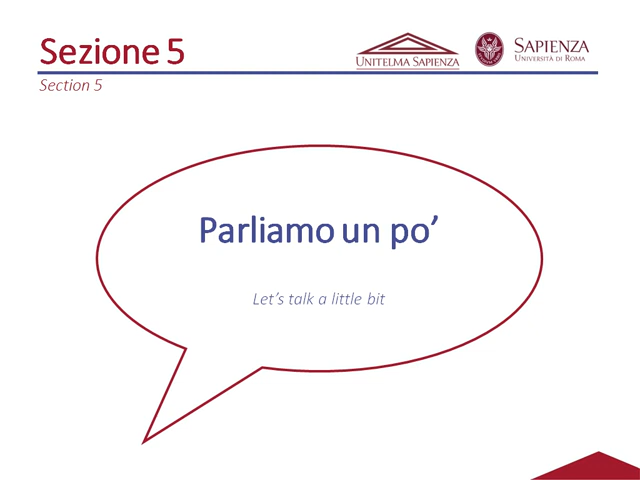 Sezione 5
UNITELMA SAPIENZA
SAPIENZA
UNIVERSITÀ DI ROMA
Section 5
Parliamo un po’
Let’s talk a little bit